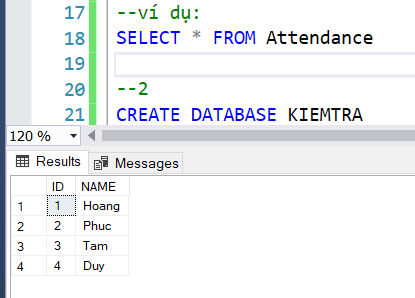 17 --ví dụ:
18 SELECT * FROM Attendance
19
20 --2
21 CREATE DATABASE KIEMTRA
120 %
Results Messages
ID NAME
1 1 Hoang
2 2 Phuc
3 3 Tam
4 4 Duy